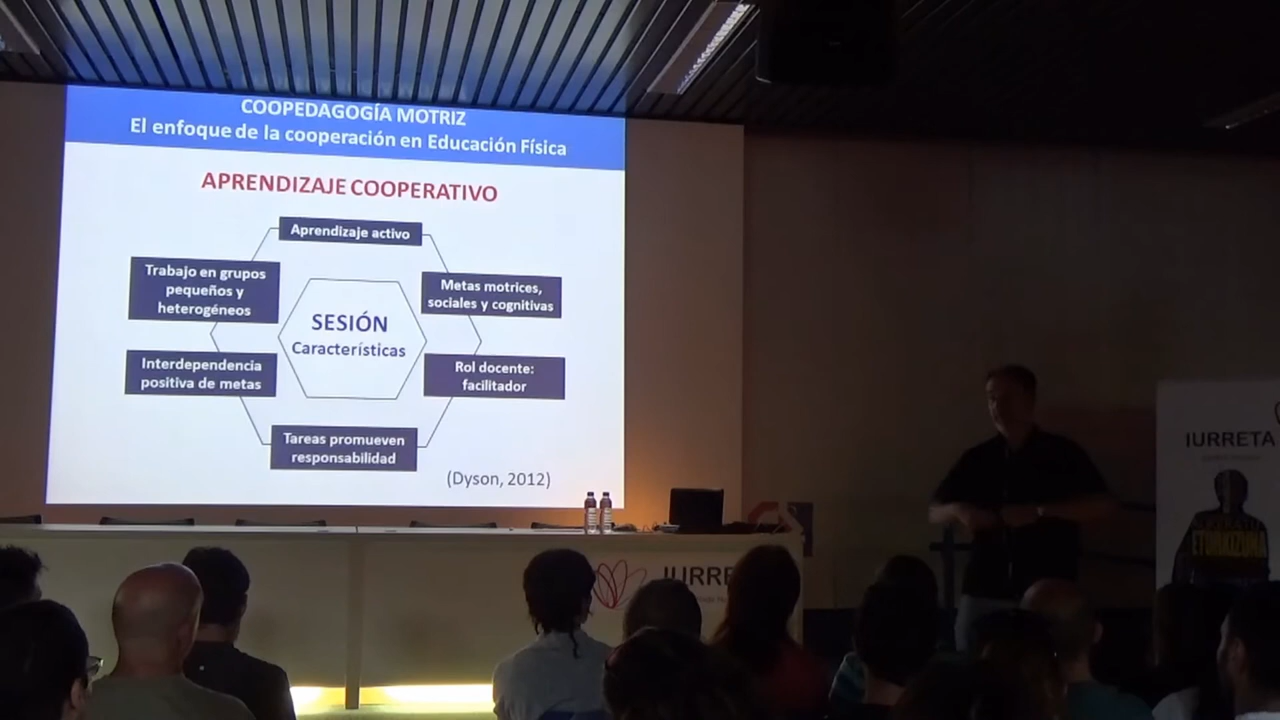 COOPEDAGOGÍA MOTRIZ
El enfoque de la cooperación en Educación Física
APRENDIZAJE COOPERATIVO
Aprendizaje activo
Trabajo en grupos
pequeños y
heterogéneos
Metas motrices,
sociales y cognitivas
SESIÓN
Características
Interdependencia
positiva de metas
Rol docente:
facilitador
Tareas promueven
responsabilidad
(Dyson, 2012)
IURRETA
IURRE